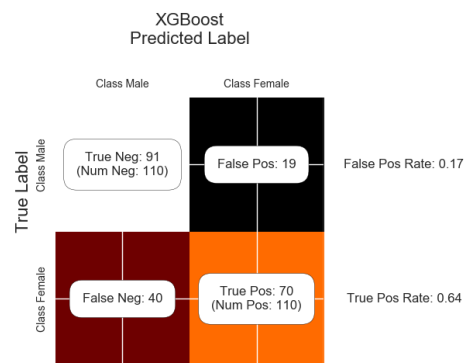 XGBoost
Predicted Label
Class Male
Class Female
True Label
Class Male
True Neg: 91
(Num Neg: 110)
False Pos: 19
False Pos Rate: 0.17
Class Female
False Neg: 40
True Pos: 70
(Num Pos: 110)
True Pos Rate: 0.64